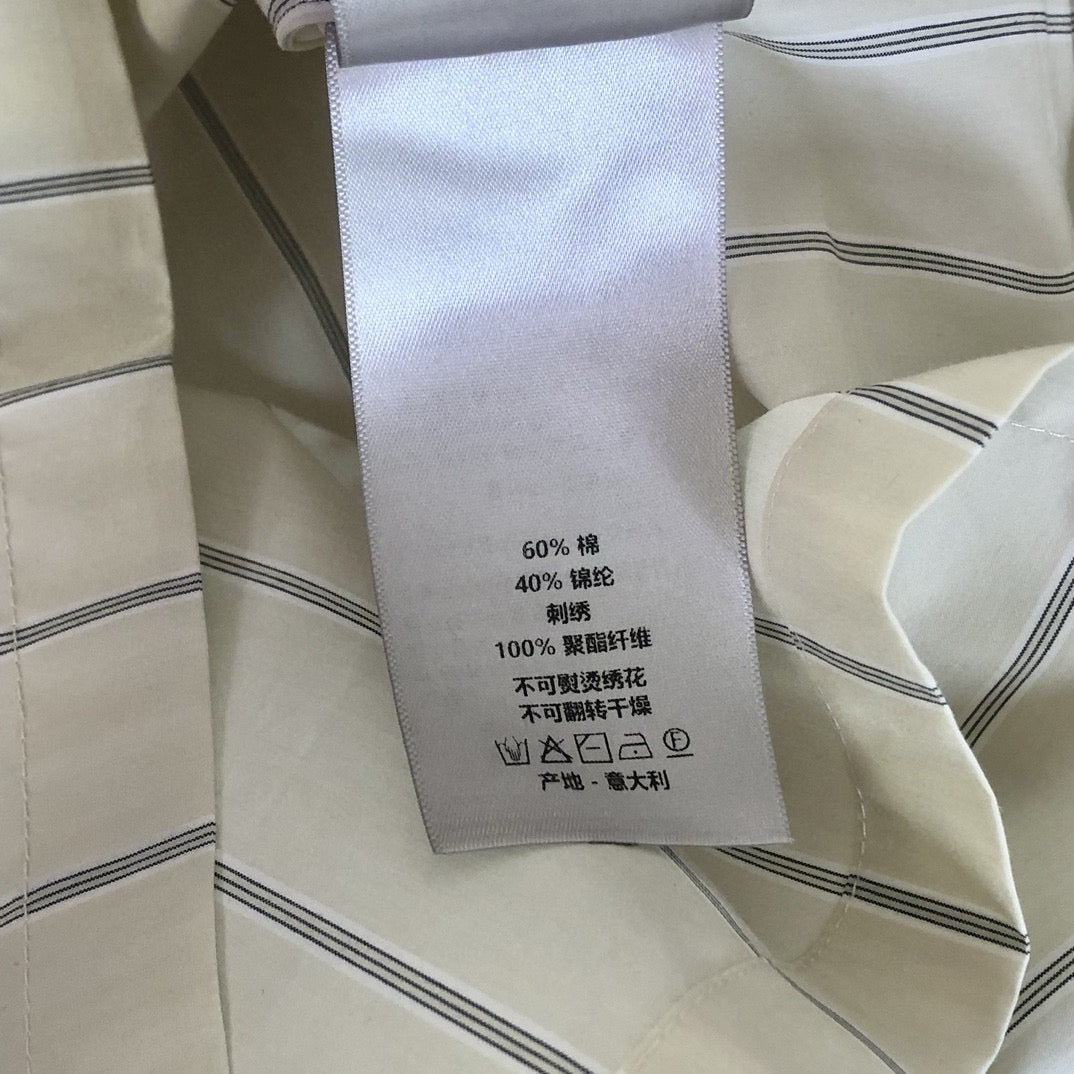 60% 棉
40% 锦纶
刺绣
100% 聚酯纤维
不可熨烫绣花
不可翻转干燥
F
产地 - 意大利